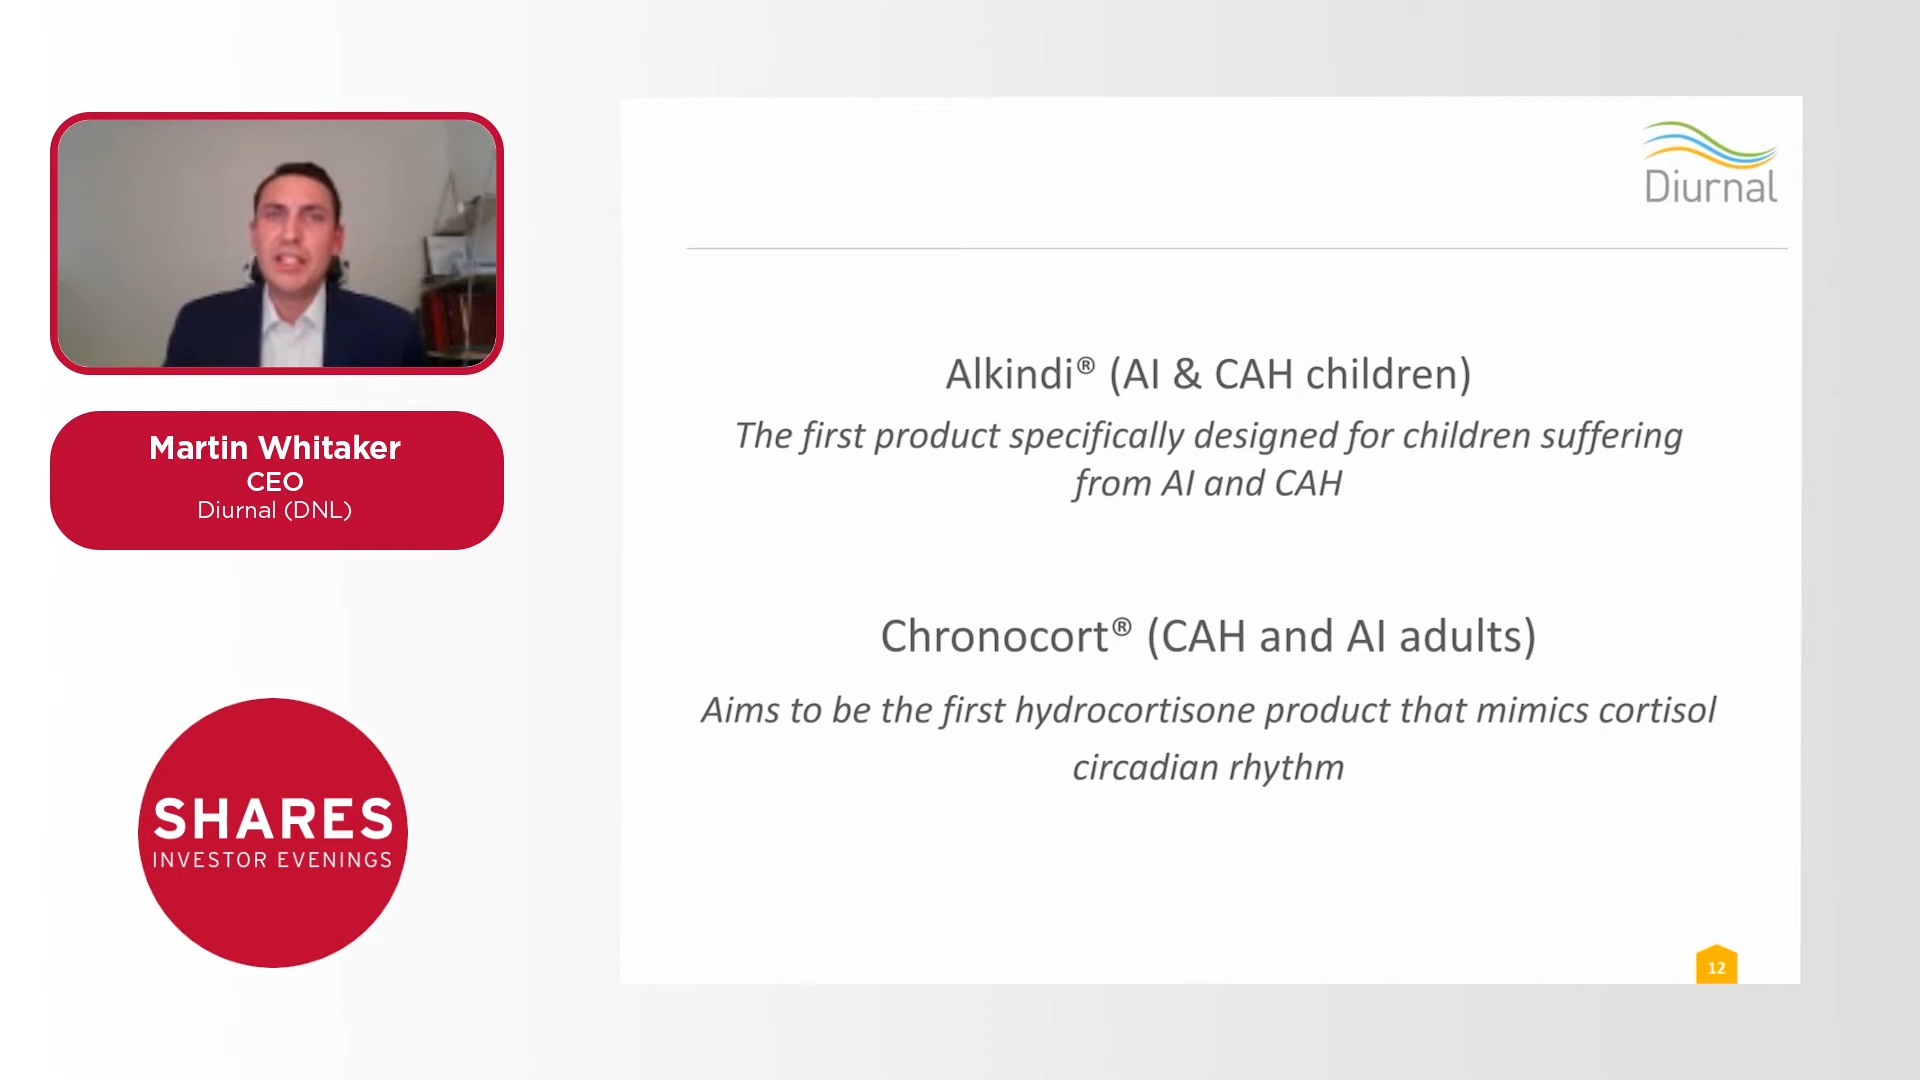 Martin Whitaker
CEO
Diurnal (DNL)
SHARES
INVESTOR EVENINGS
Diurnal
Alkindi® (AI & CAH children)
The first product specifically designed for children suffering
from AI and CAH
Chronocort® (CAH and AI adults)
Aims to be the first hydrocortisone product that mimics cortisol
circadian rhythm
12